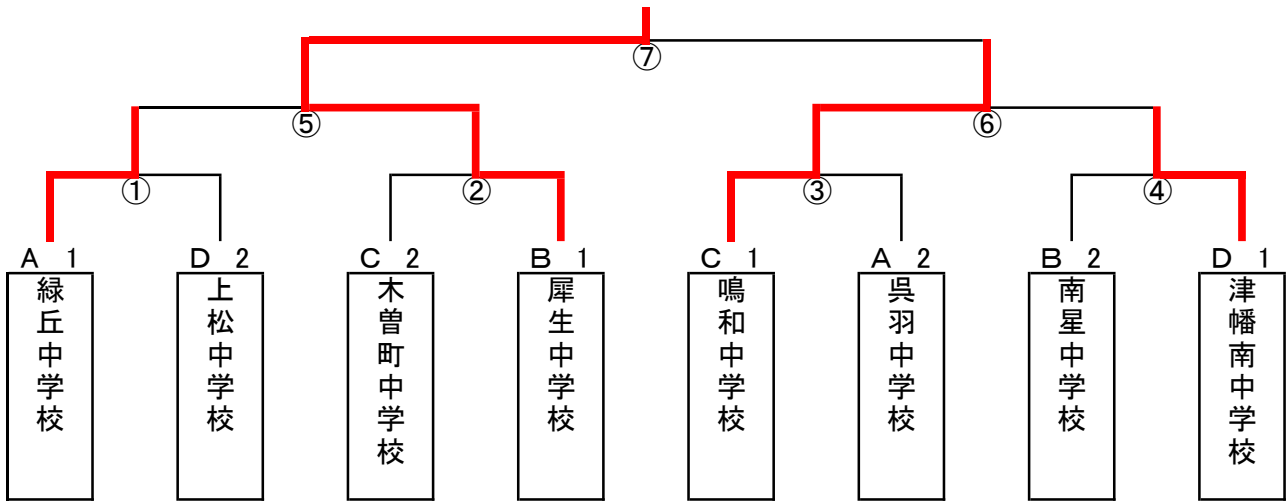 ⑦
⑤
⑥
①
②
③
④
A 1
D 2
C 2
B 1
C 1
A 2
B 2
D 1
緑丘中学校
上松中学校
木曽町中学校
犀生中学校
鳴和中学校
呉羽中学校
南星中学校
津幡南中学校